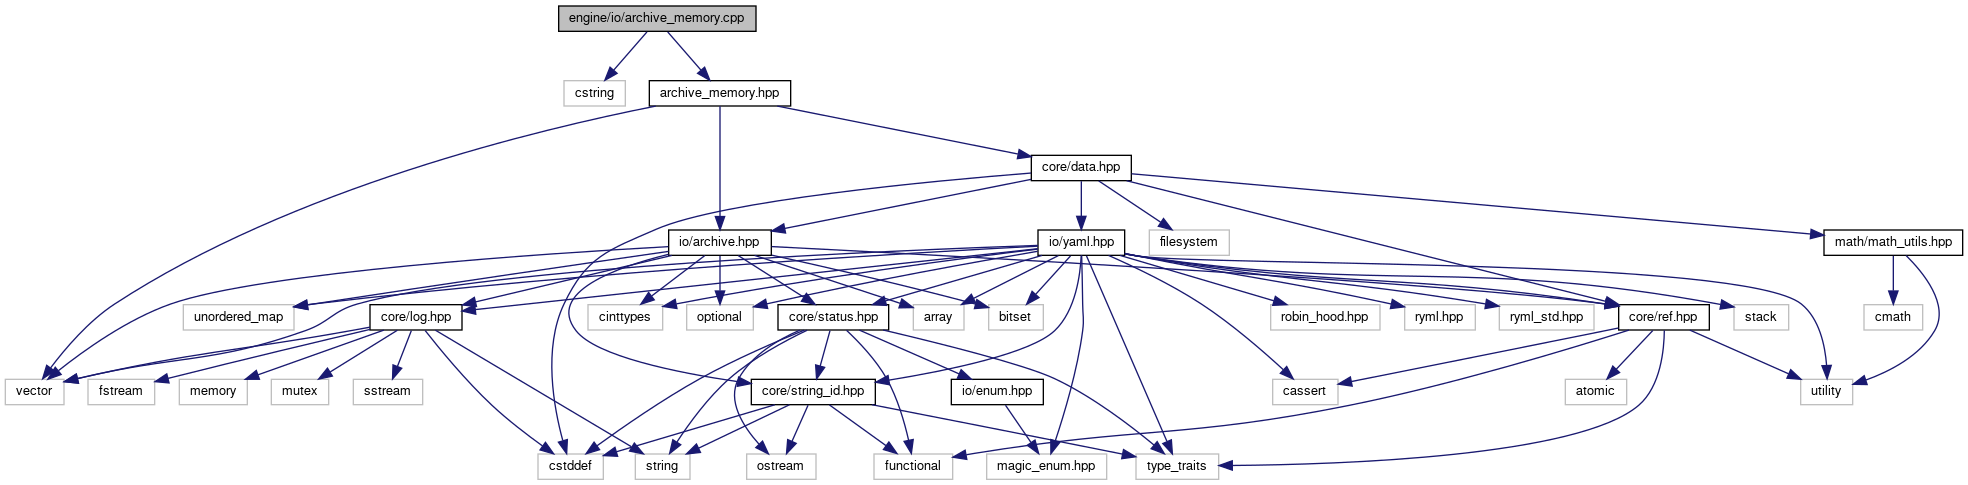 engine/io/archive_memory.cpp
cstring
archive_memory.hpp
core/data.hpp
io/archive.hpp
io/yaml.hpp
filesystem
math/math_utils.hpp
unordered_map
core/log.hpp
cinttypes
optional
core/status.hpp
array
bitset
robin_hood.hpp
ryml.hpp
ryml_std.hpp
core/ref.hpp
stack
cmath
vector
fstream
memory
mutex
sstream
core/string_id.hpp
io/enum.hpp
cassert
atomic
utility
cstddef
string
ostream
functional
magic_enum.hpp
type_traits